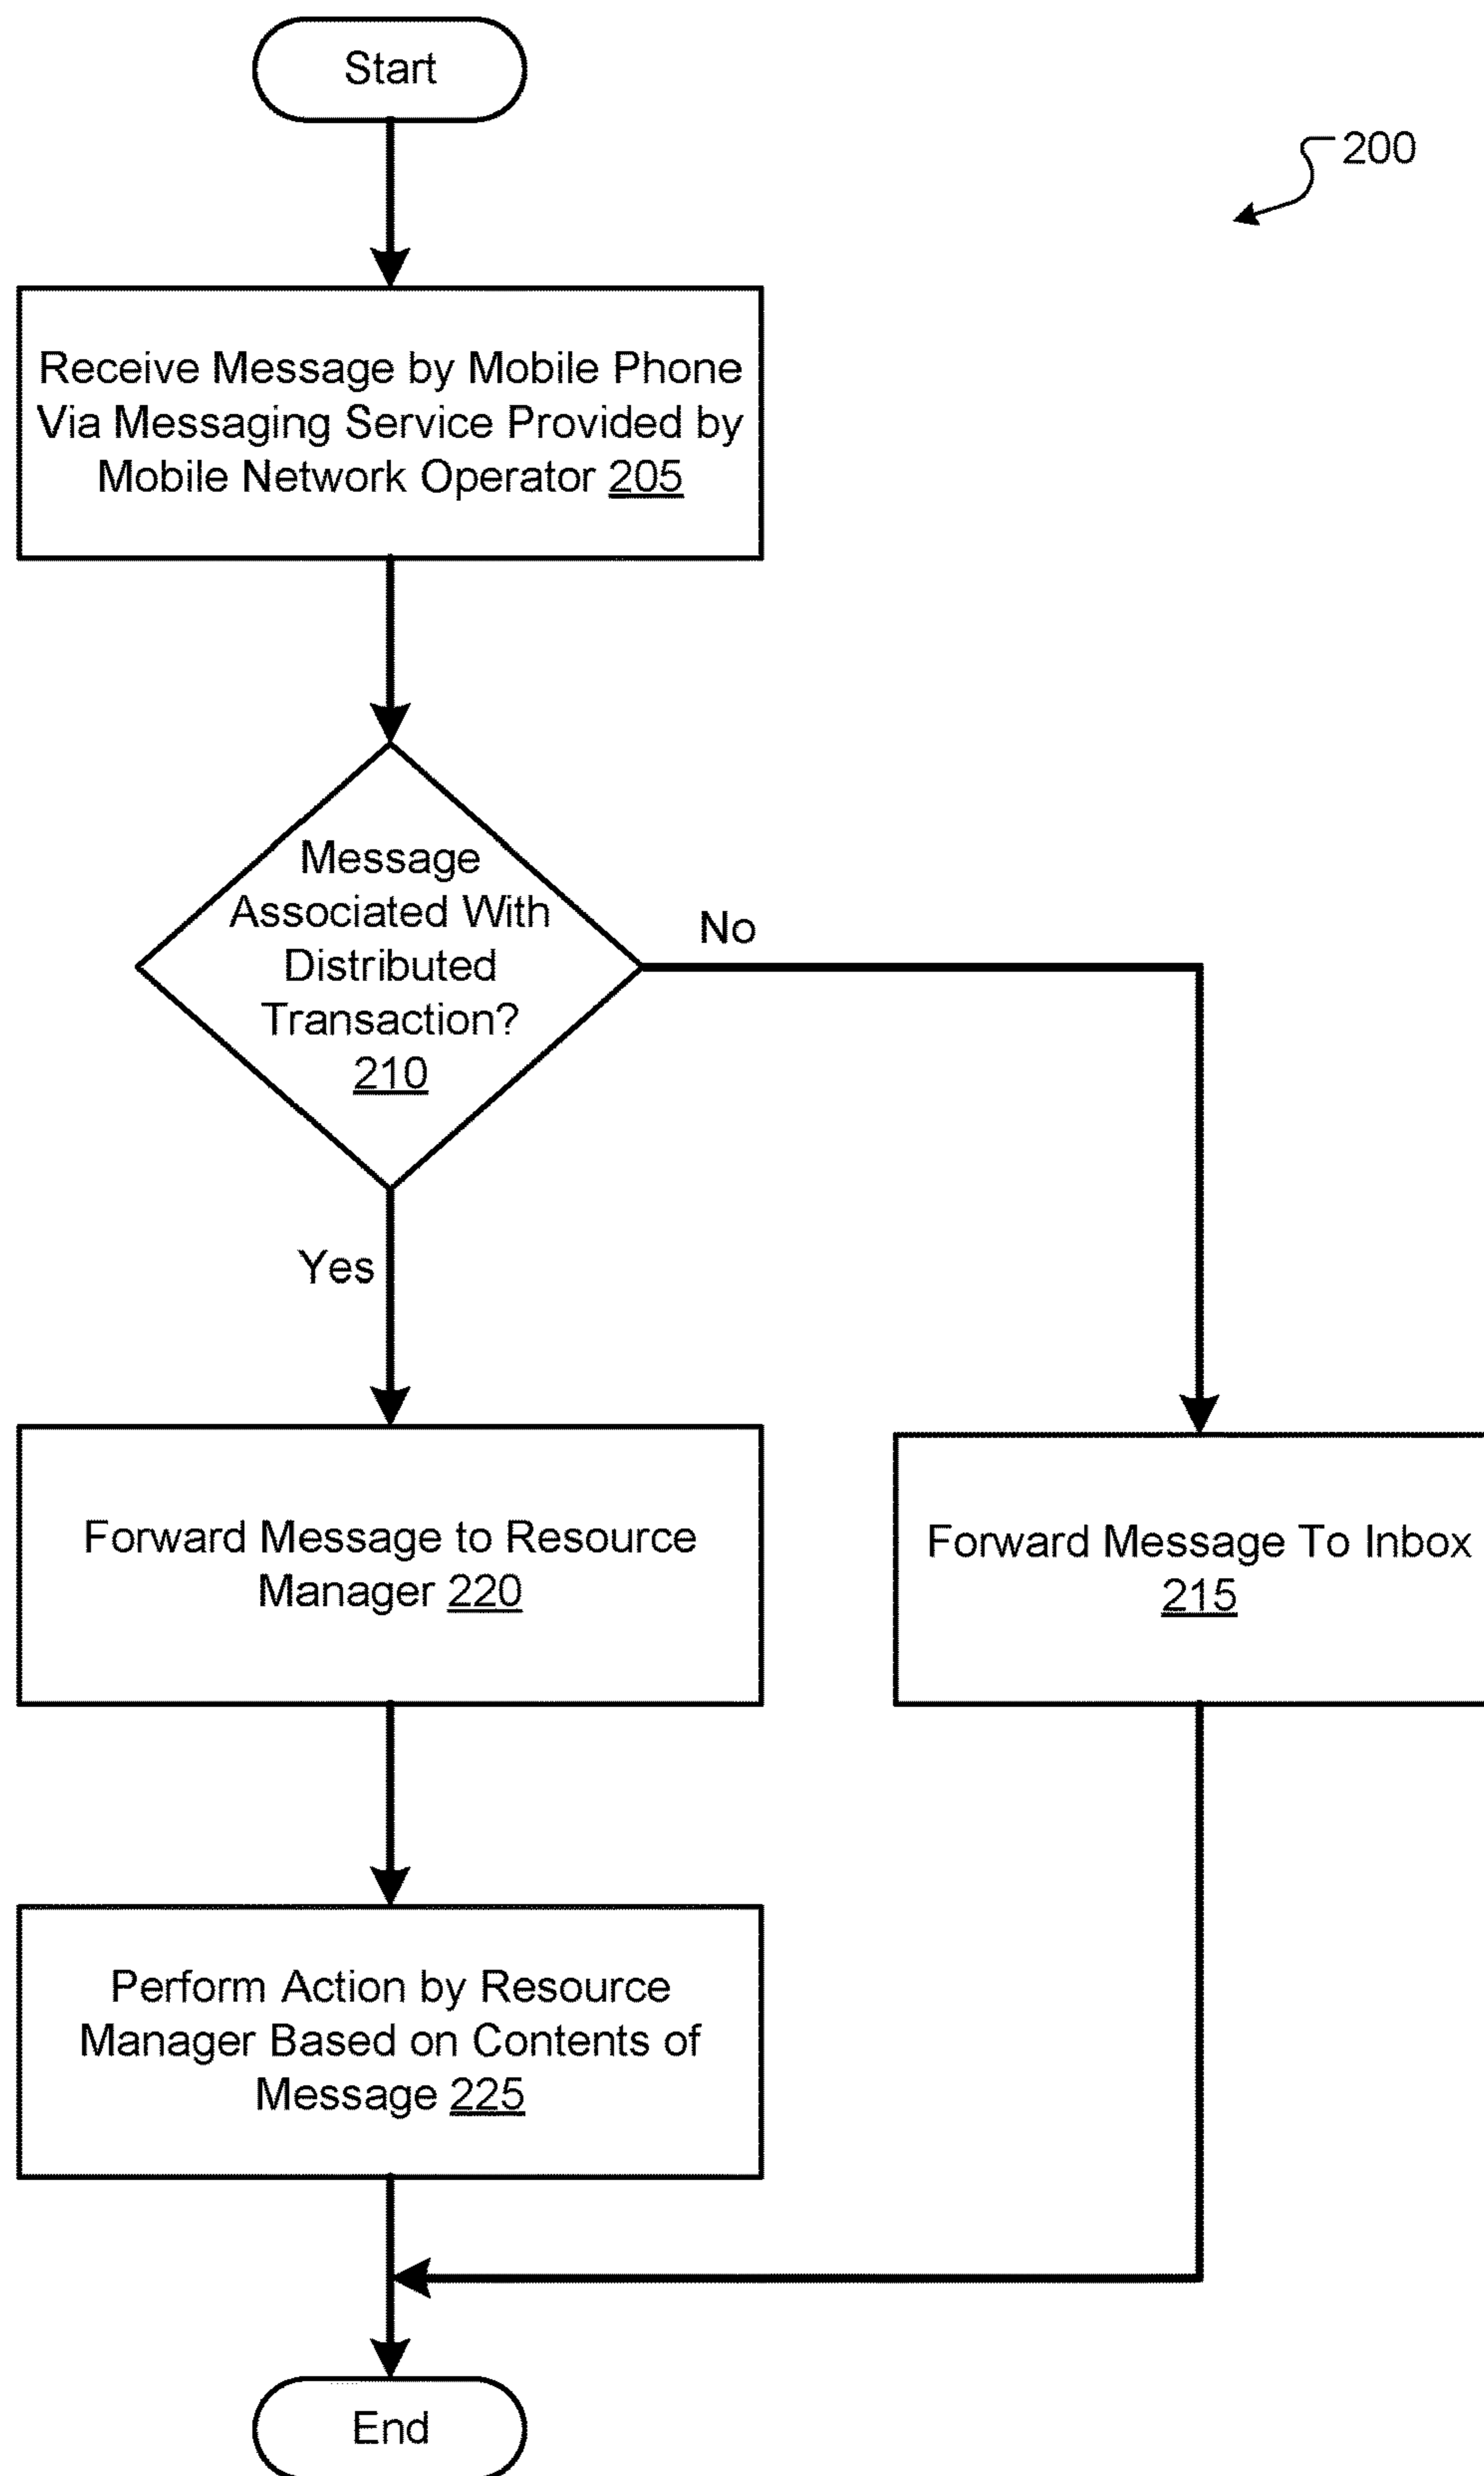 Start
200
Receive Message by Mobile Phone
Via Messaging Service Provided by
Mobile Network Operator 205
Message
Associated With
Distributed
Transaction?
210
No
Yes
Forward Message to Resource
Manager 220
Forward Message To Inbox
215
Perform Action by Resource
Manager Based on Contents of
Message 225
End